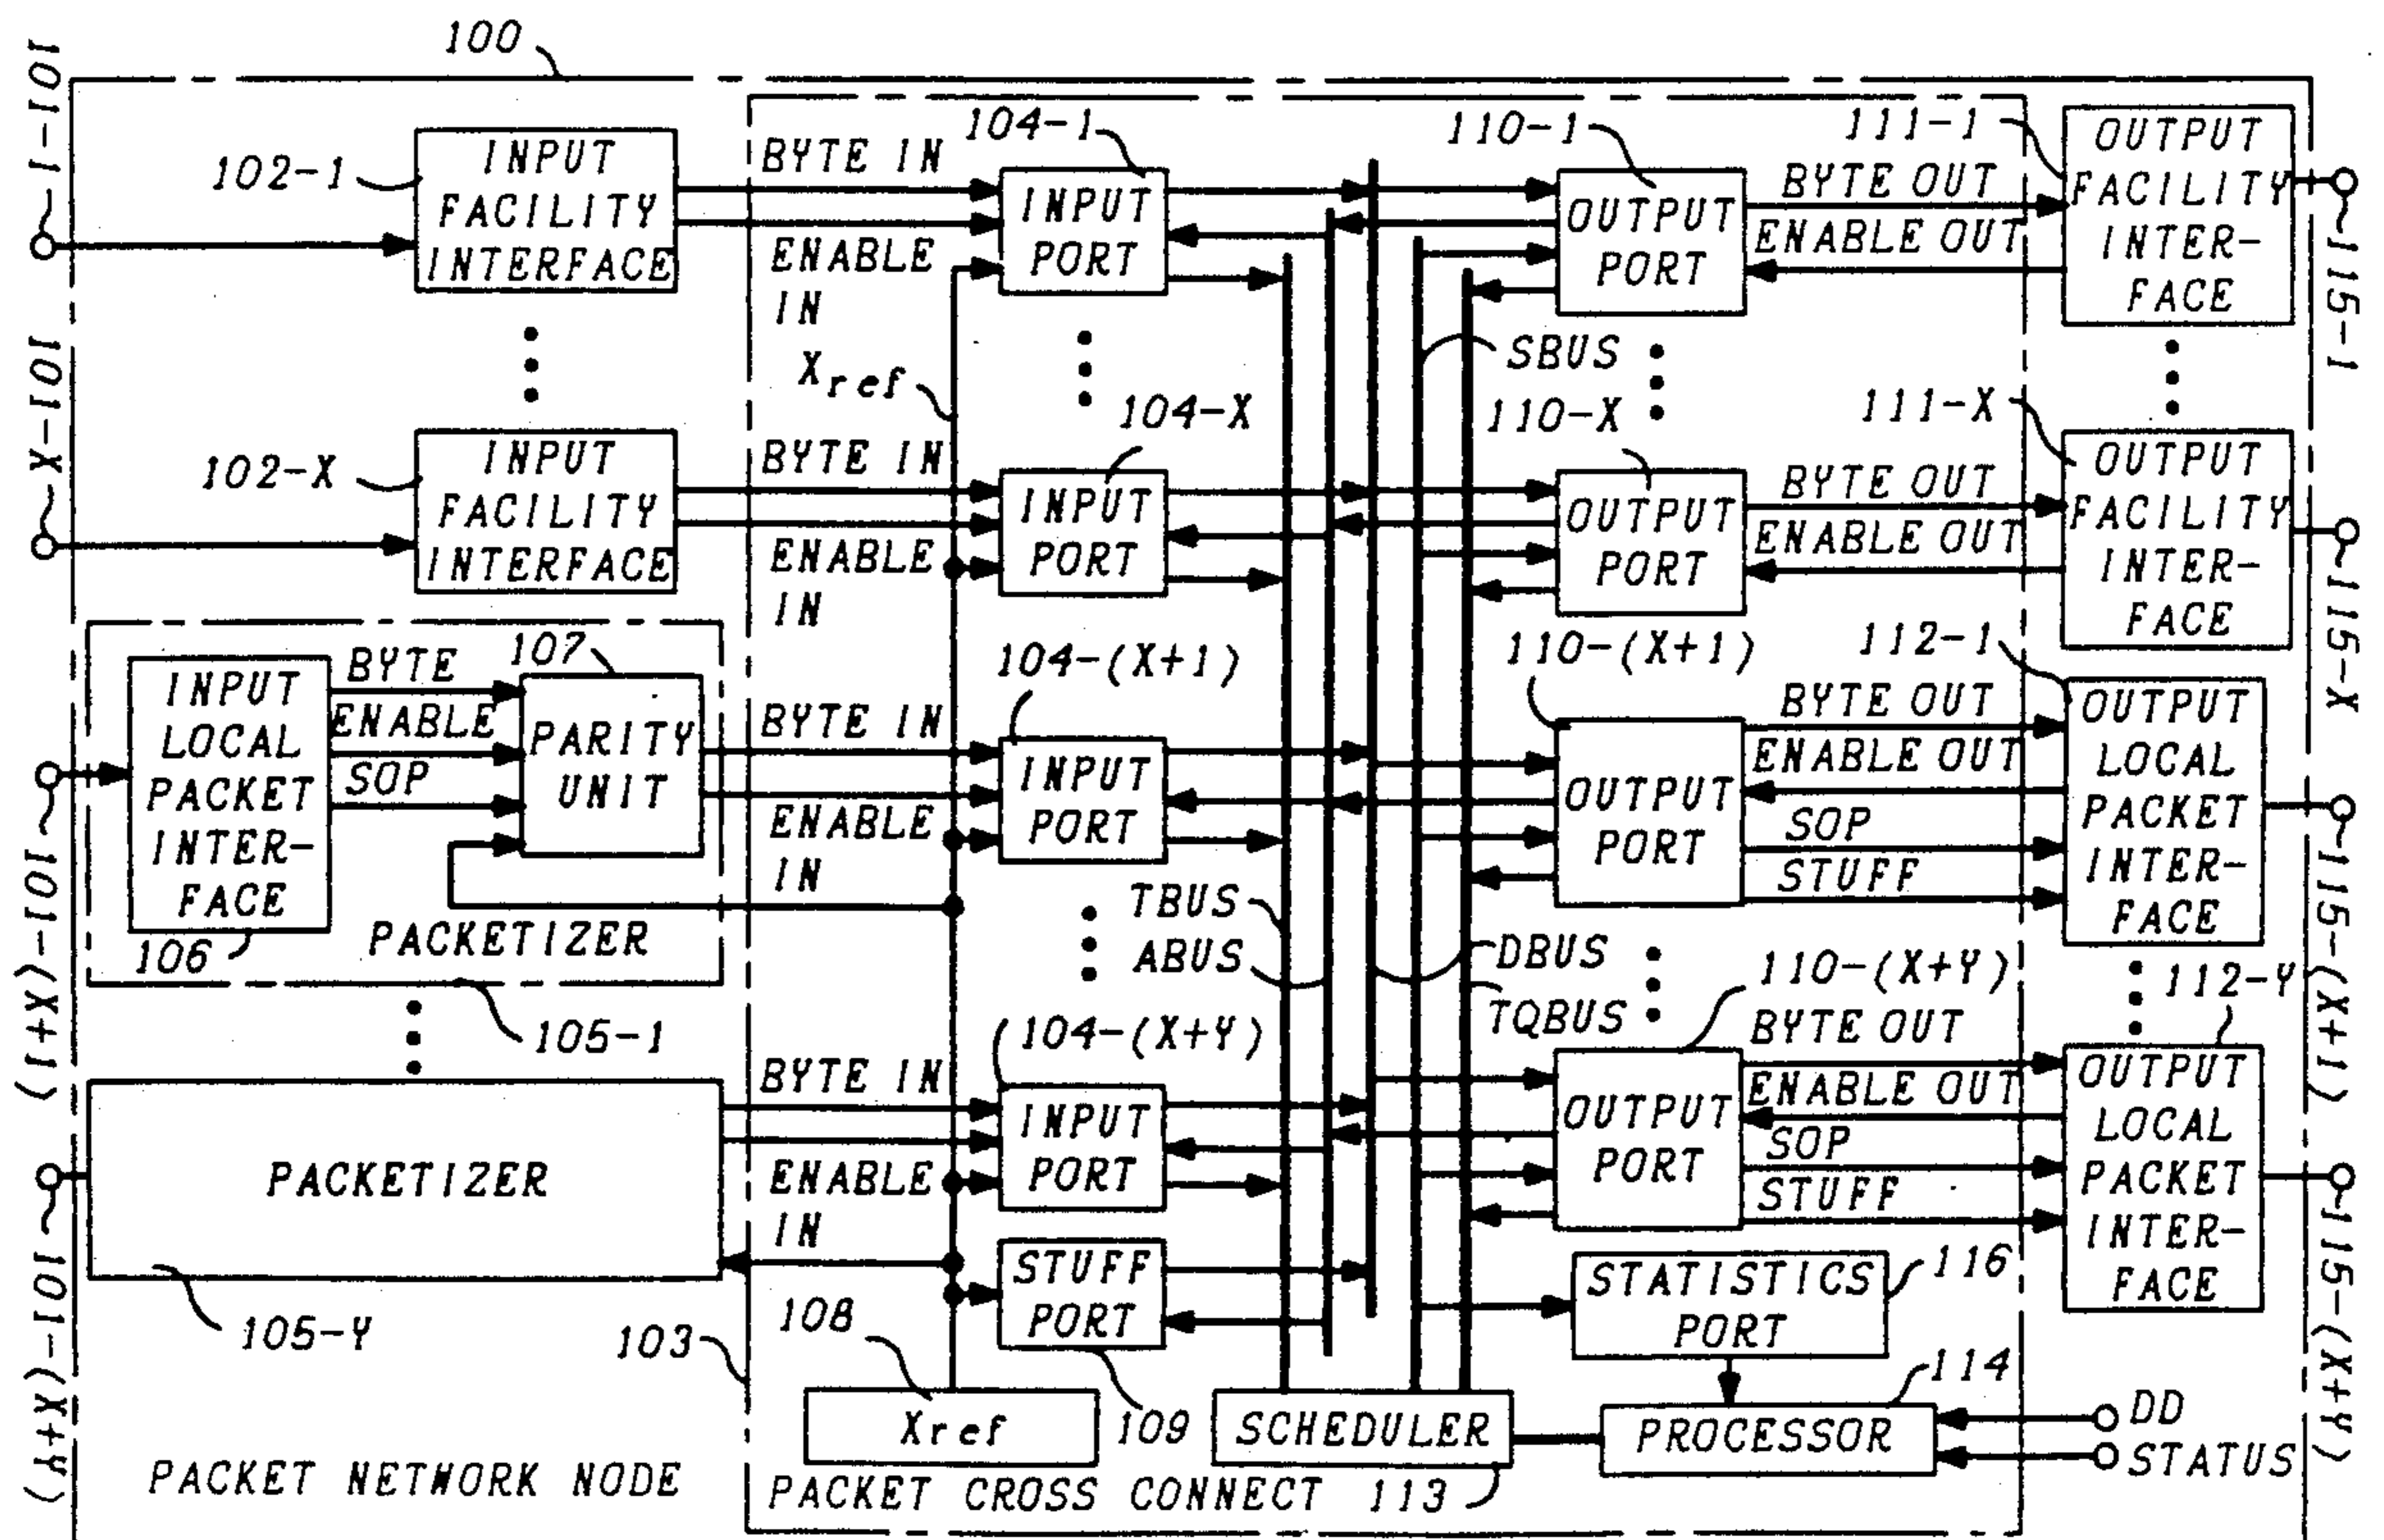 100
101-1
102-1
INPUT
FACILITY
INTERFACE
BYTE IN
ENABLE
IN
104-1
INPUT
PORT
110-1
OUTPUT
PORT
BYTE OUT
ENABLE OUT
111-1
OUTPUT
FACILITY
INTER-
FACE
115-1
Xref
SBUS
101-X
102-X
INPUT
FACILITY
INTERFACE
BYTE IN
ENABLE
IN
104-X
INPUT
PORT
110-X
OUTPUT
PORT
BYTE OUT
ENABLE OUT
111-X
OUTPUT
FACILITY
INTER-
FACE
115-X
101-(X+1)
INPUT
LOCAL
PACKET
INTER-
FACE
106
BYTE
ENABLE
SOP
107
PARITY
UNIT
PACKETIZER
105-1
BYTE IN
ENABLE
IN
104-(X+1)
INPUT
PORT
110-(X+1)
OUTPUT
PORT
BYTE OUT
ENABLE OUT
SOP
STUFF
112-1
OUTPUT
LOCAL
PACKET
INTER-
FACE
115-(X+1)
TBUS
ABUS
DBUS
TQBUS
101-(X+Y)
PACKETIZER
105-Y
BYTE IN
ENABLE
IN
104-(X+Y)
INPUT
PORT
110-(X+Y)
OUTPUT
PORT
BYTE OUT
ENABLE OUT
SOP
STUFF
112-Y
OUTPUT
LOCAL
PACKET
INTER-
FACE
115-(X+Y)
STUFF
PORT
109
STATISTICS
PORT
116
103
108
Xref
SCHEDULER
113
PROCESSOR
114
DD
STATUS
PACKET NETWORK NODE
PACKET CROSS CONNECT